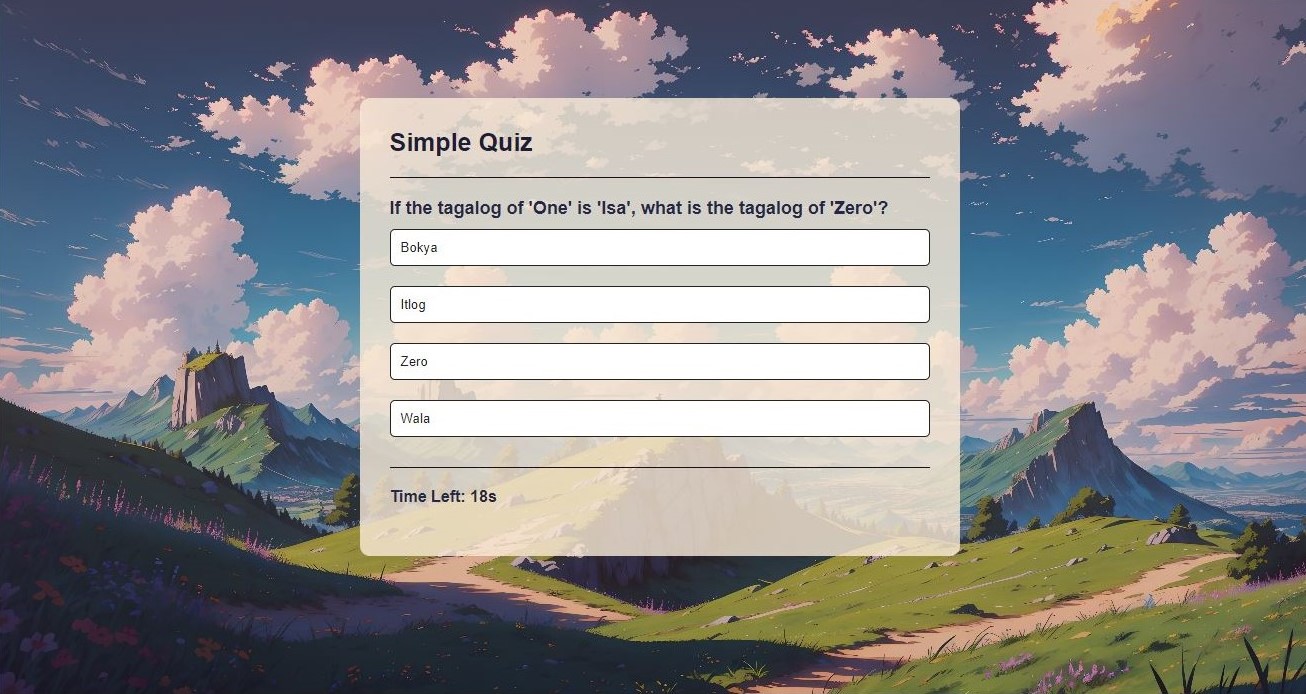 Simple Quiz
If the tagalog of 'One' is 'Isa', what is the tagalog of 'Zero'?
Bokya
Itlog
Zero
Wala
Time Left: 18s